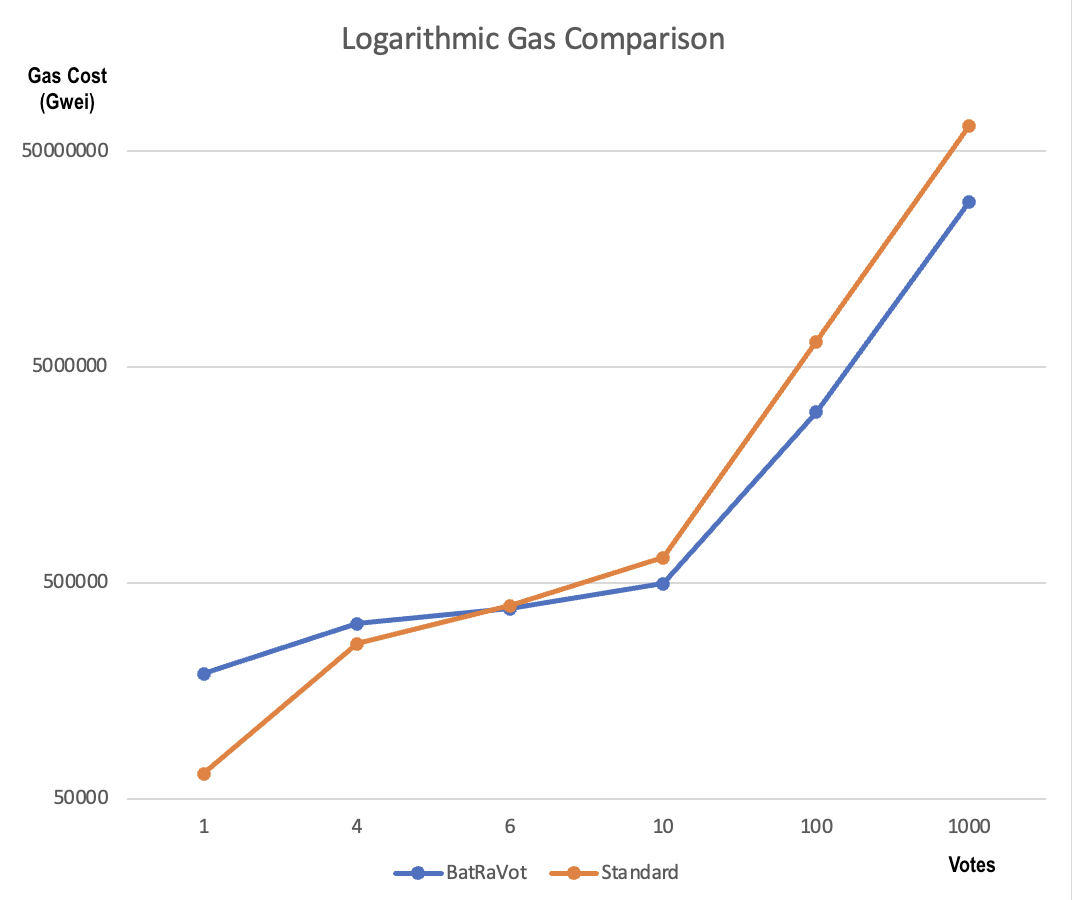 Logarithmic Gas Comparison
Gas Cost
(Gwei)
50000000
5000000
500000
50000
1 4 6 10 100 1000
Votes
BatRaVot Standard